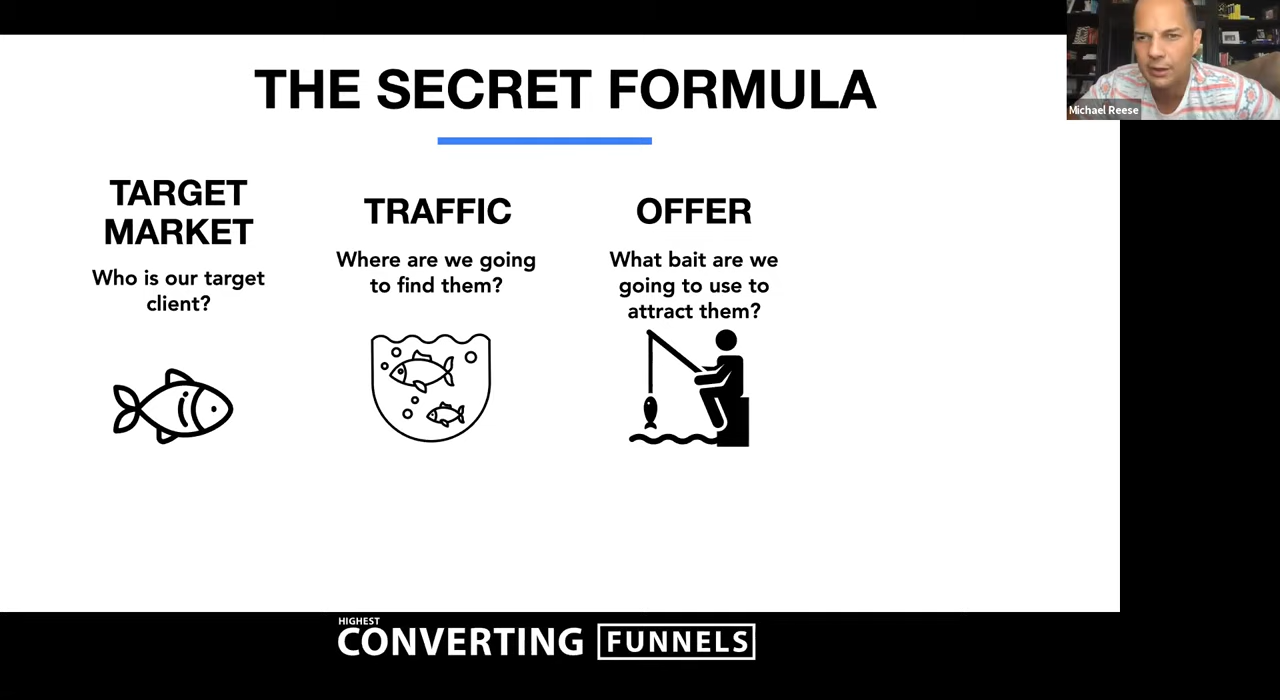 THE SECRET FORMULA
Michael Reese
TARGET
MARKET
Who is our target
client?
TRAFFIC
Where are we going
to find them?
OFFER
What bait are we
going to use to
attract them?
HIGHEST
CONVERTING FUNNELS